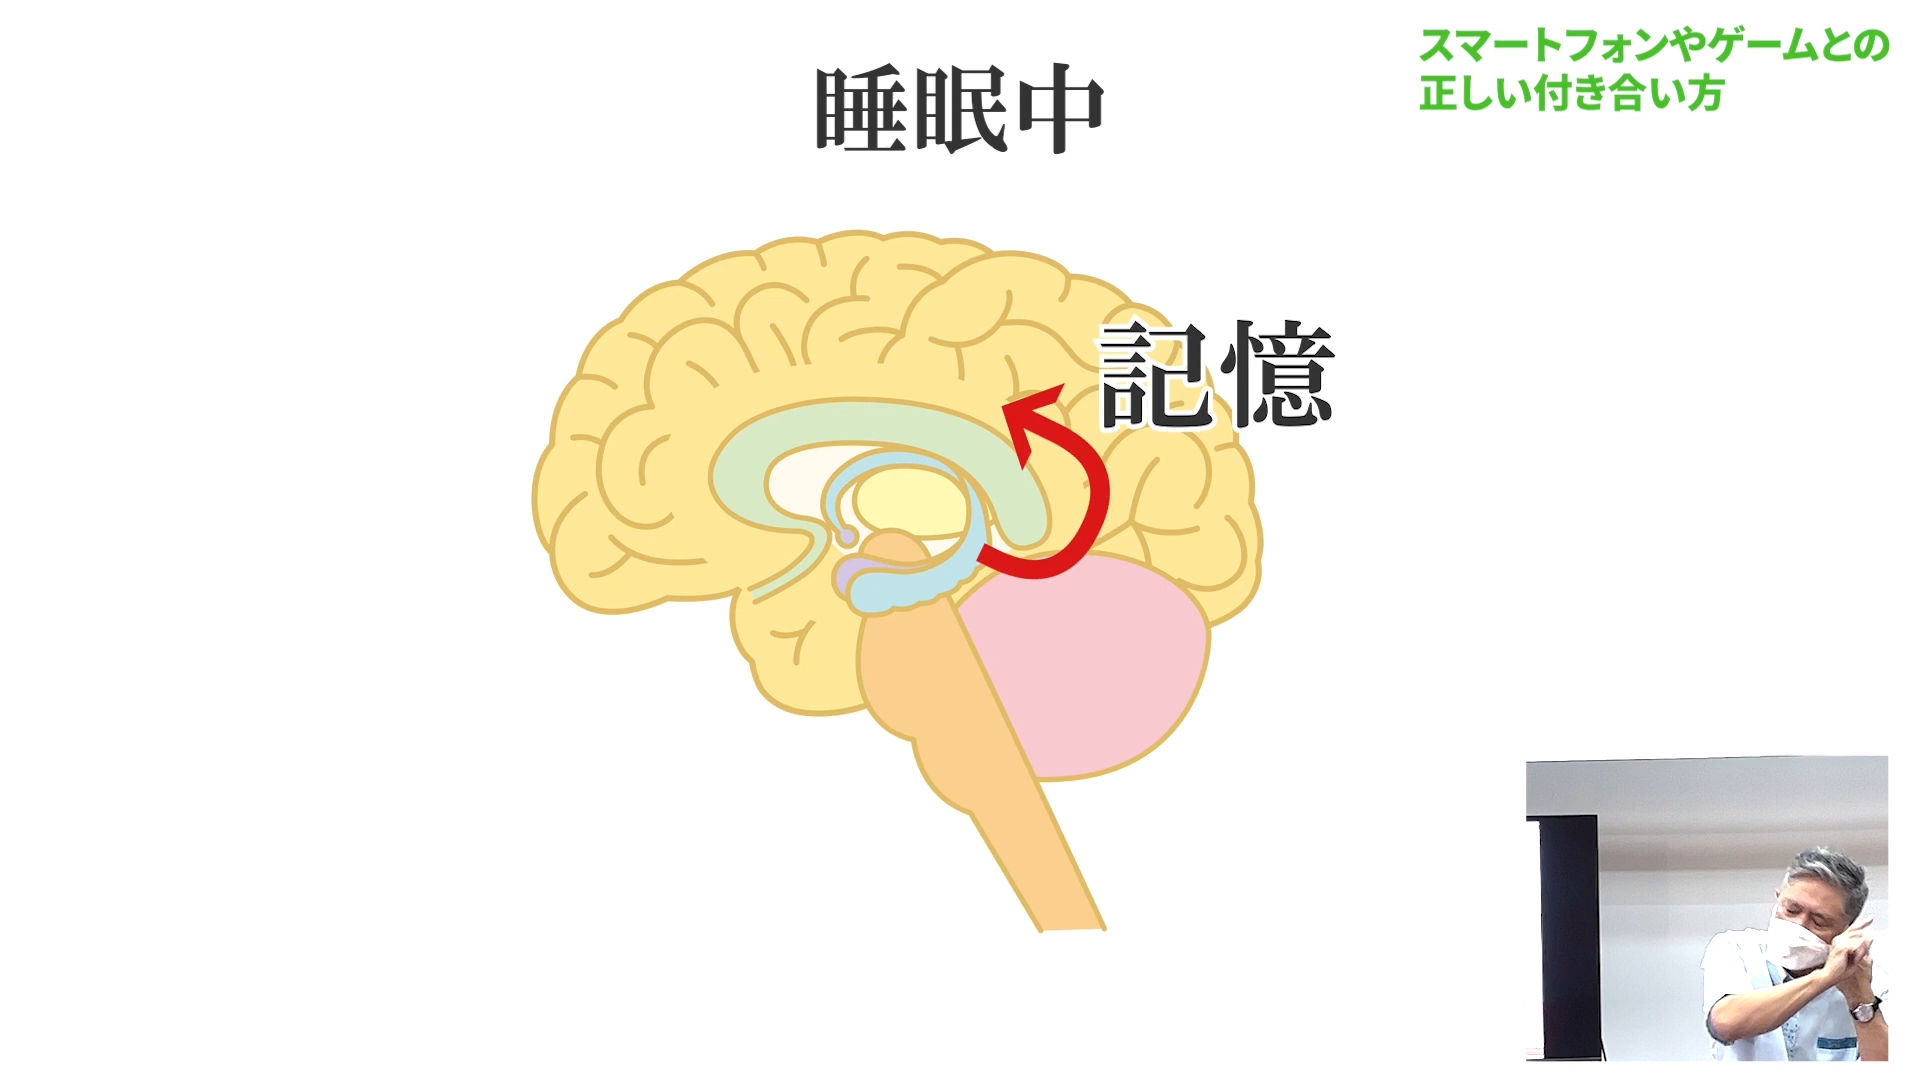 睡眠中
スマートフォンやゲームとの
正しい付き合い方
記憶